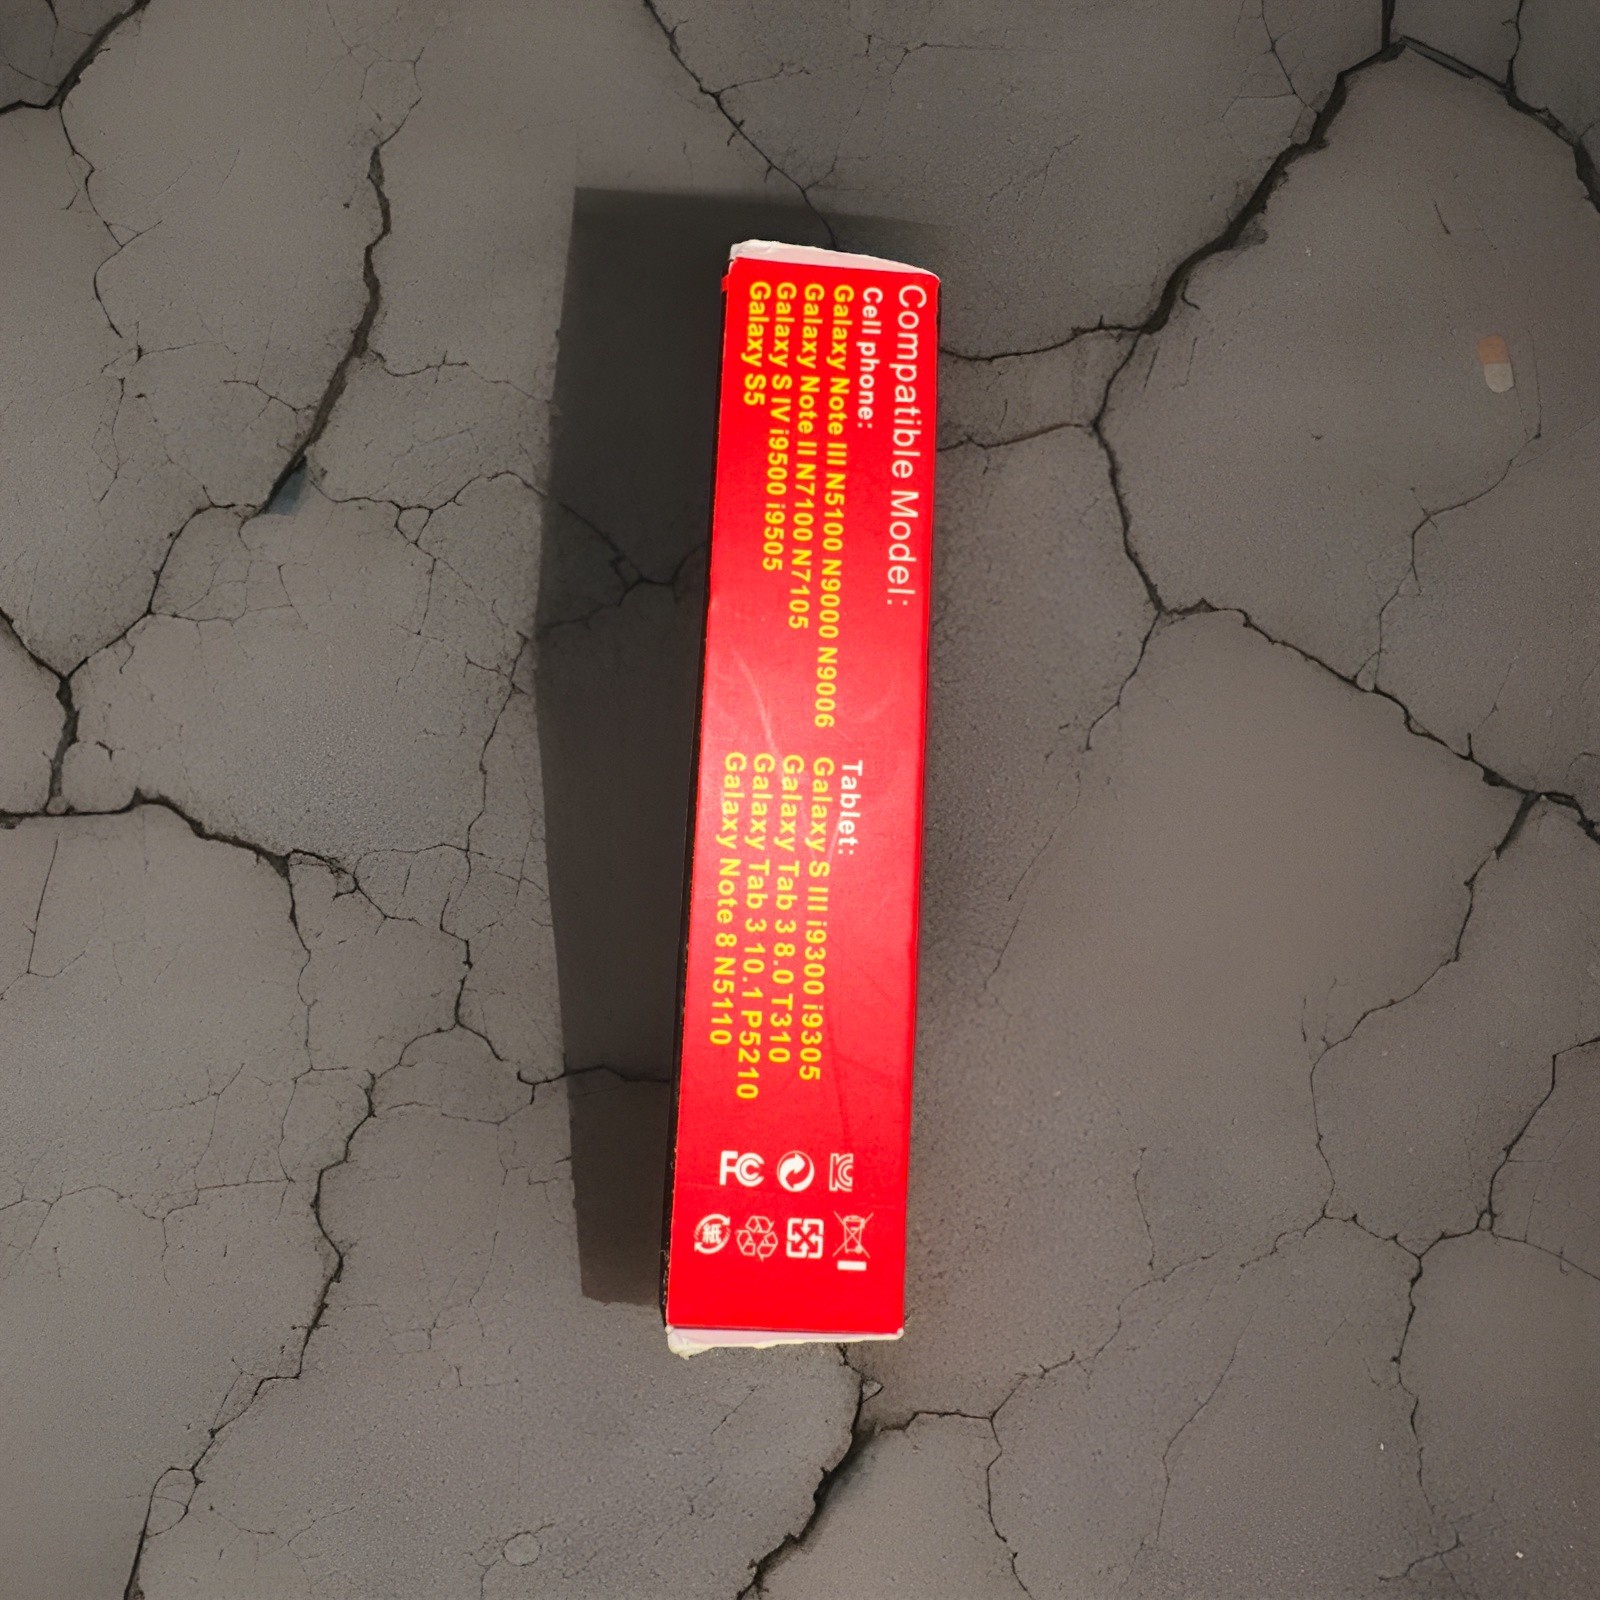 Compatible Model:
Cell phone:
Galaxy Note III N5100 N9000 N9006
Galaxy Note II N7100 N7105
Galaxy S IV i9500 i9505
Galaxy S5
Tablet:
Galaxy S III i9300 i9305
Galaxy Tab 3 8.0 T310
Galaxy Tab 3 10.1 P5210
Galaxy Note 8 N5110
FC
紙